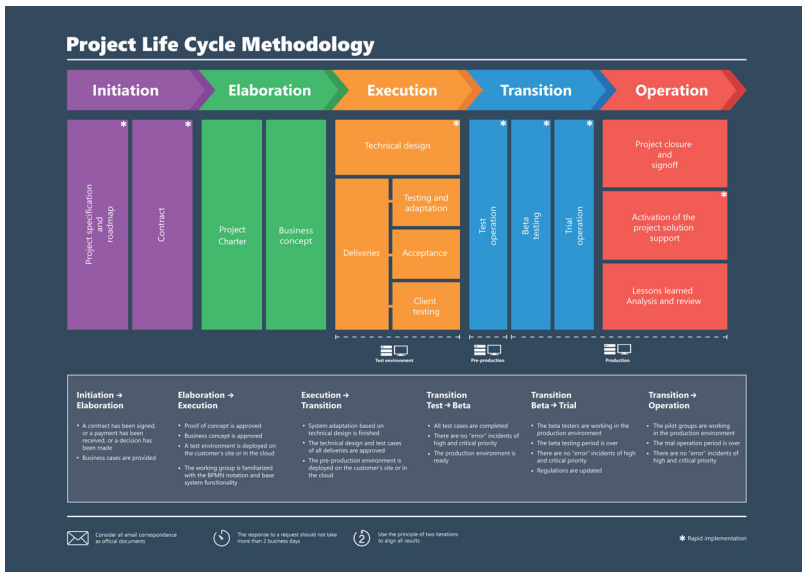 Project Life Cycle Methodology
Initiation
Elaboration
Execution
Transition
Operation
Project specification
and
roadmap
*
Contract
*
Project
Charter
Business
concept
Technical design
*
Deliveries
Testing and
adaptation
Acceptance
Client
testing
Test
operation
*
Beta
testing
*
Trial
operation
*
Project closure
and
signoff
Activation of the
project solution
support
*
Lessons learned
Analysis and review
Test environment
Pre-production
Production
Initiation →
Elaboration
• A contract has been signed,
or a payment has been
received, or a decision has
been made
• Business cases are provided
Elaboration →
Execution
• Proof of concept is approved
• Business concept is approved
• A test environment is deployed on
the customer's site or in the cloud
• The working group is familiarized
with the BPMN notation and base
system functionality
Execution →
Transition
• System adaptation based on
technical design is finished
• The technical design and test cases
of all deliveries are approved
• The pre-production environment is
deployed on the customer's site or in
the cloud
Transition
Test → Beta
• All test cases are completed
• There are no "error" incidents of
high and critical priority
• The production environment is
ready
Transition
Beta → Trial
• The beta testers are working in the
production environment
• The beta testing period is over
• There are no "error" incidents of high
and critical priority
• Regulations are updated
Transition →
Operation
• The pilot groups are working
in the production environment
• The trial operation period is over
• There are no "error" incidents of
high and critical priority
Consider all email correspondence
as official documents
The response to a request should not take
more than 2 business days
2
Use the principle of two iterations
to align all results
* Rapid implementation